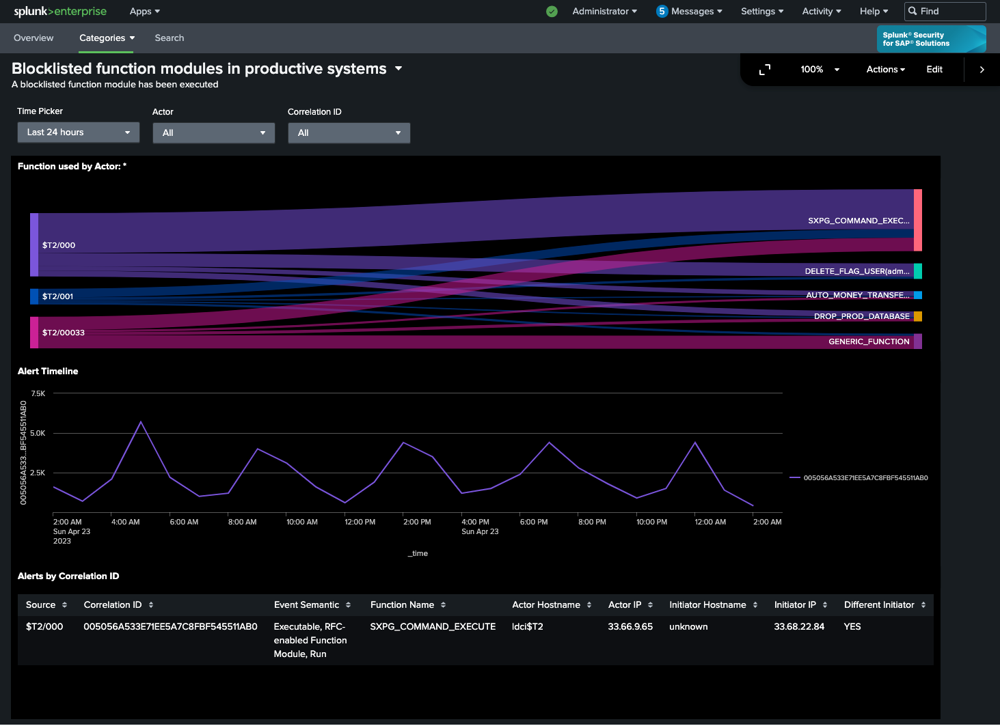 splunk>enterprise Apps Administrator 5 Messages Settings Activity Help Find
Overview Categories Search
Splunk® Security
for SAP® Solutions
Blocklisted function modules in productive systems
A blocklisted function module has been executed
100% Actions Edit
Time Picker Actor Correlation ID
Last 24 hours All All
Function used by Actor: *
SXPG_COMMAND_EXEC...
$T2/000
DELETE_FLAG_USER(adm...
$T2/001
AUTO_MONEY_TRANSFE...
DROP_PROD_DATABASE
$T2/00033
GENERIC_FUNCTION
Alert Timeline
005056A533...BF545511AB0
7.5K
5.0K
2.5K
005056A533E71EE5A7C8FBF545511AB0
2:00 AM 4:00 AM 6:00 AM 8:00 AM 10:00 AM 12:00 PM 2:00 PM 4:00 PM 6:00 PM 8:00 PM 10:00 PM 12:00 AM 2:00 AM
Sun Apr 23 Sun Apr 23
2023
_time
Alerts by Correlation ID
Source Correlation ID Event Semantic Function Name Actor Hostname Actor IP Initiator Hostname Initiator IP Different Initiator
$T2/000 005056A533E71EE5A7C8FBF545511AB0 Executable, RFC- SXPG_COMMAND_EXECUTE ldci$T2 33.66.9.65 unknown 33.68.22.84 YES
enabled Function
Module, Run